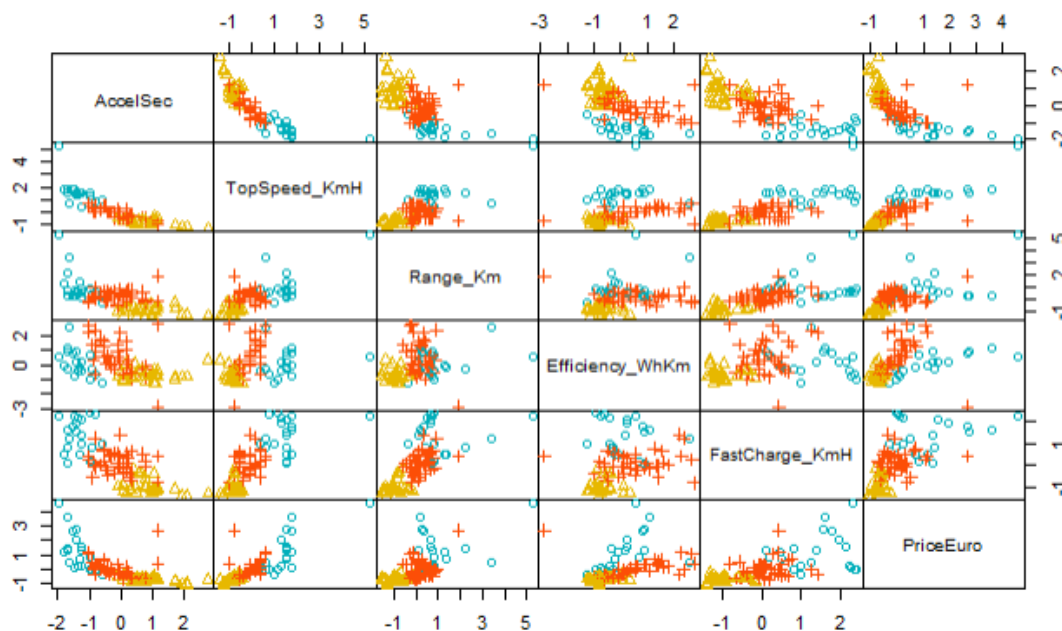 -1 1 3 5 -3 -1 0 1 2 -1 0 1 2 3 4
AccelSec
2
0
-2
4
2
-1
TopSpeed_KmH
Range_Km
5
2
-1
2
0
-3
Efficiency_WhKm
FastCharge_KmH
1
-1
3
1
-1
PriceEuro
-2 -1 0 1 2 -1 1 2 3 5 -1 0 1 2